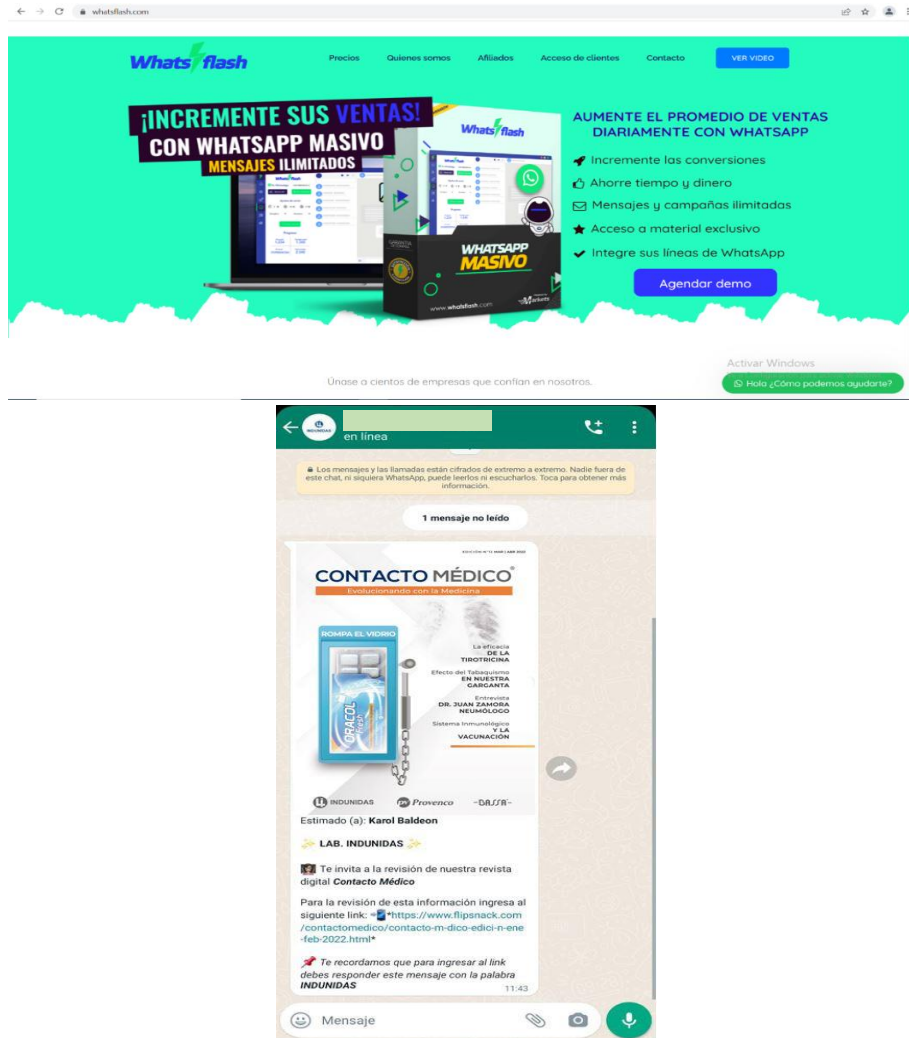 whatsflash.com
Whats flash
Precios Quienes somos Afiliados Acceso de clientes Contacto VER VIDEO
¡INCREMENTE SUS VENTAS!
CON WHATSAPP MASIVO
MENSAJES ILIMITADOS
Whats flash
WHATSAPP
MASIVO
www.whatsflash.com
AUMENTE EL PROMEDIO DE VENTAS
DIARIAMENTE CON WHATSAPP
Incremente las conversiones
Ahorre tiempo y dinero
Mensajes y campañas ilimitadas
Acceso a material exclusivo
Integre sus líneas de WhatsApp
Agendar demo
Únase a cientos de empresas que confían en nosotros.
Activar Windows
Hola ¿Cómo podemos ayudarte?
en línea
Los mensajes y las llamadas están cifrados de extremo a extremo. Nadie fuera de
este chat, ni siquiera WhatsApp, puede leerlos ni escucharlos. Toca para obtener más
información.
1 mensaje no leído
CONTACTO MÉDICO®
Evolucionando con la Medicina
ROMPA EL VIDRIO
ORACOL
La eficacia
DE LA
TIROTRICINA
Efecto del Tabaquismo
EN NUESTRA
GARGANTA
Entrevista
DR. JUAN ZAMORA
NEUMÓLOGO
Sistema Inmunológico
Y LA
VACUNACIÓN
INDUNIDAS Provenco -BASSA-
Estimado (a): Karol Baldeon
LAB. INDUNIDAS
Te invita a la revisión de nuestra revista
digital Contacto Médico
Para la revisión de esta información ingresa al
siguiente link: *https://www.flipsnack.com
/contactomedico/contacto-m-dico-edici-n-ene
-feb-2022.html*
Te recordamos que para ingresar al link
debes responder este mensaje con la palabra
INDUNIDAS
11:43
Mensaje